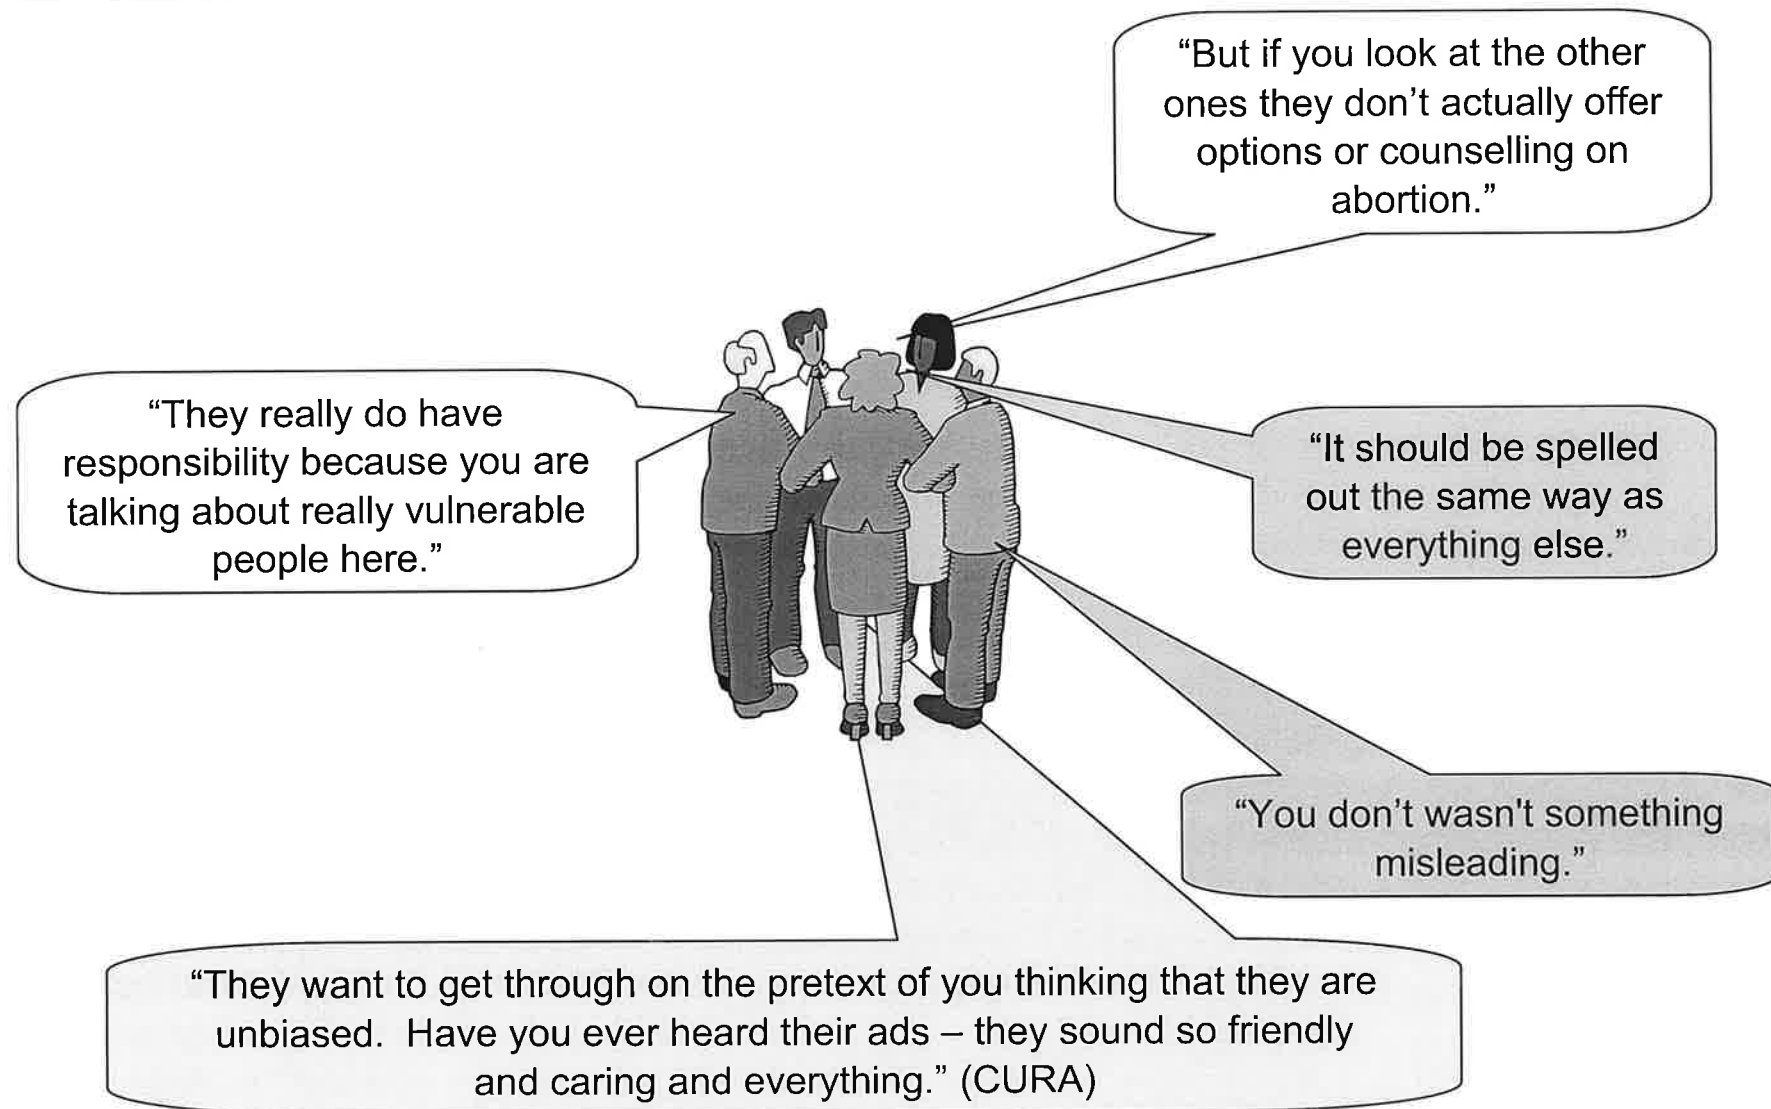 “But if you look at the other
ones they don’t actually offer
options or counselling on
abortion.”
“They really do have
responsibility because you are
talking about really vulnerable
people here.”
“It should be spelled
out the same way as
everything else.”
“You don’t wasn't something
misleading.”
“They want to get through on the pretext of you thinking that they are
unbiased.  Have you ever heard their ads – they sound so friendly
and caring and everything.” (CURA)